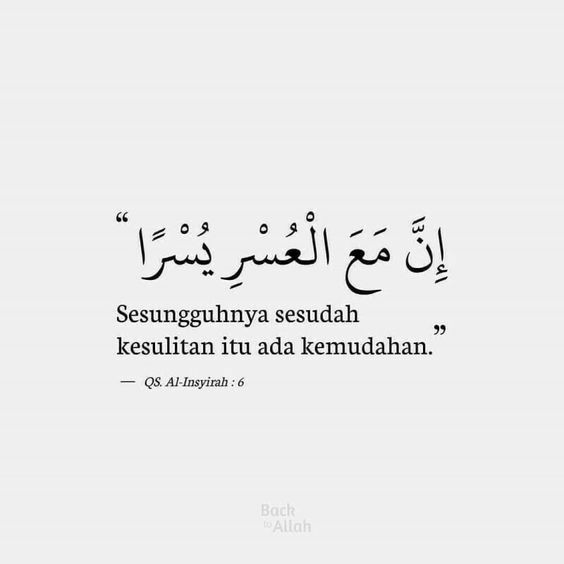 “إِنَّ مَعَ الْعُسْرِ يُسْرًا
Sesungguhnya sesudah
kesulitan itu ada kemudahan.”
— QS. Al-Insyirah : 6
Back
to Allah